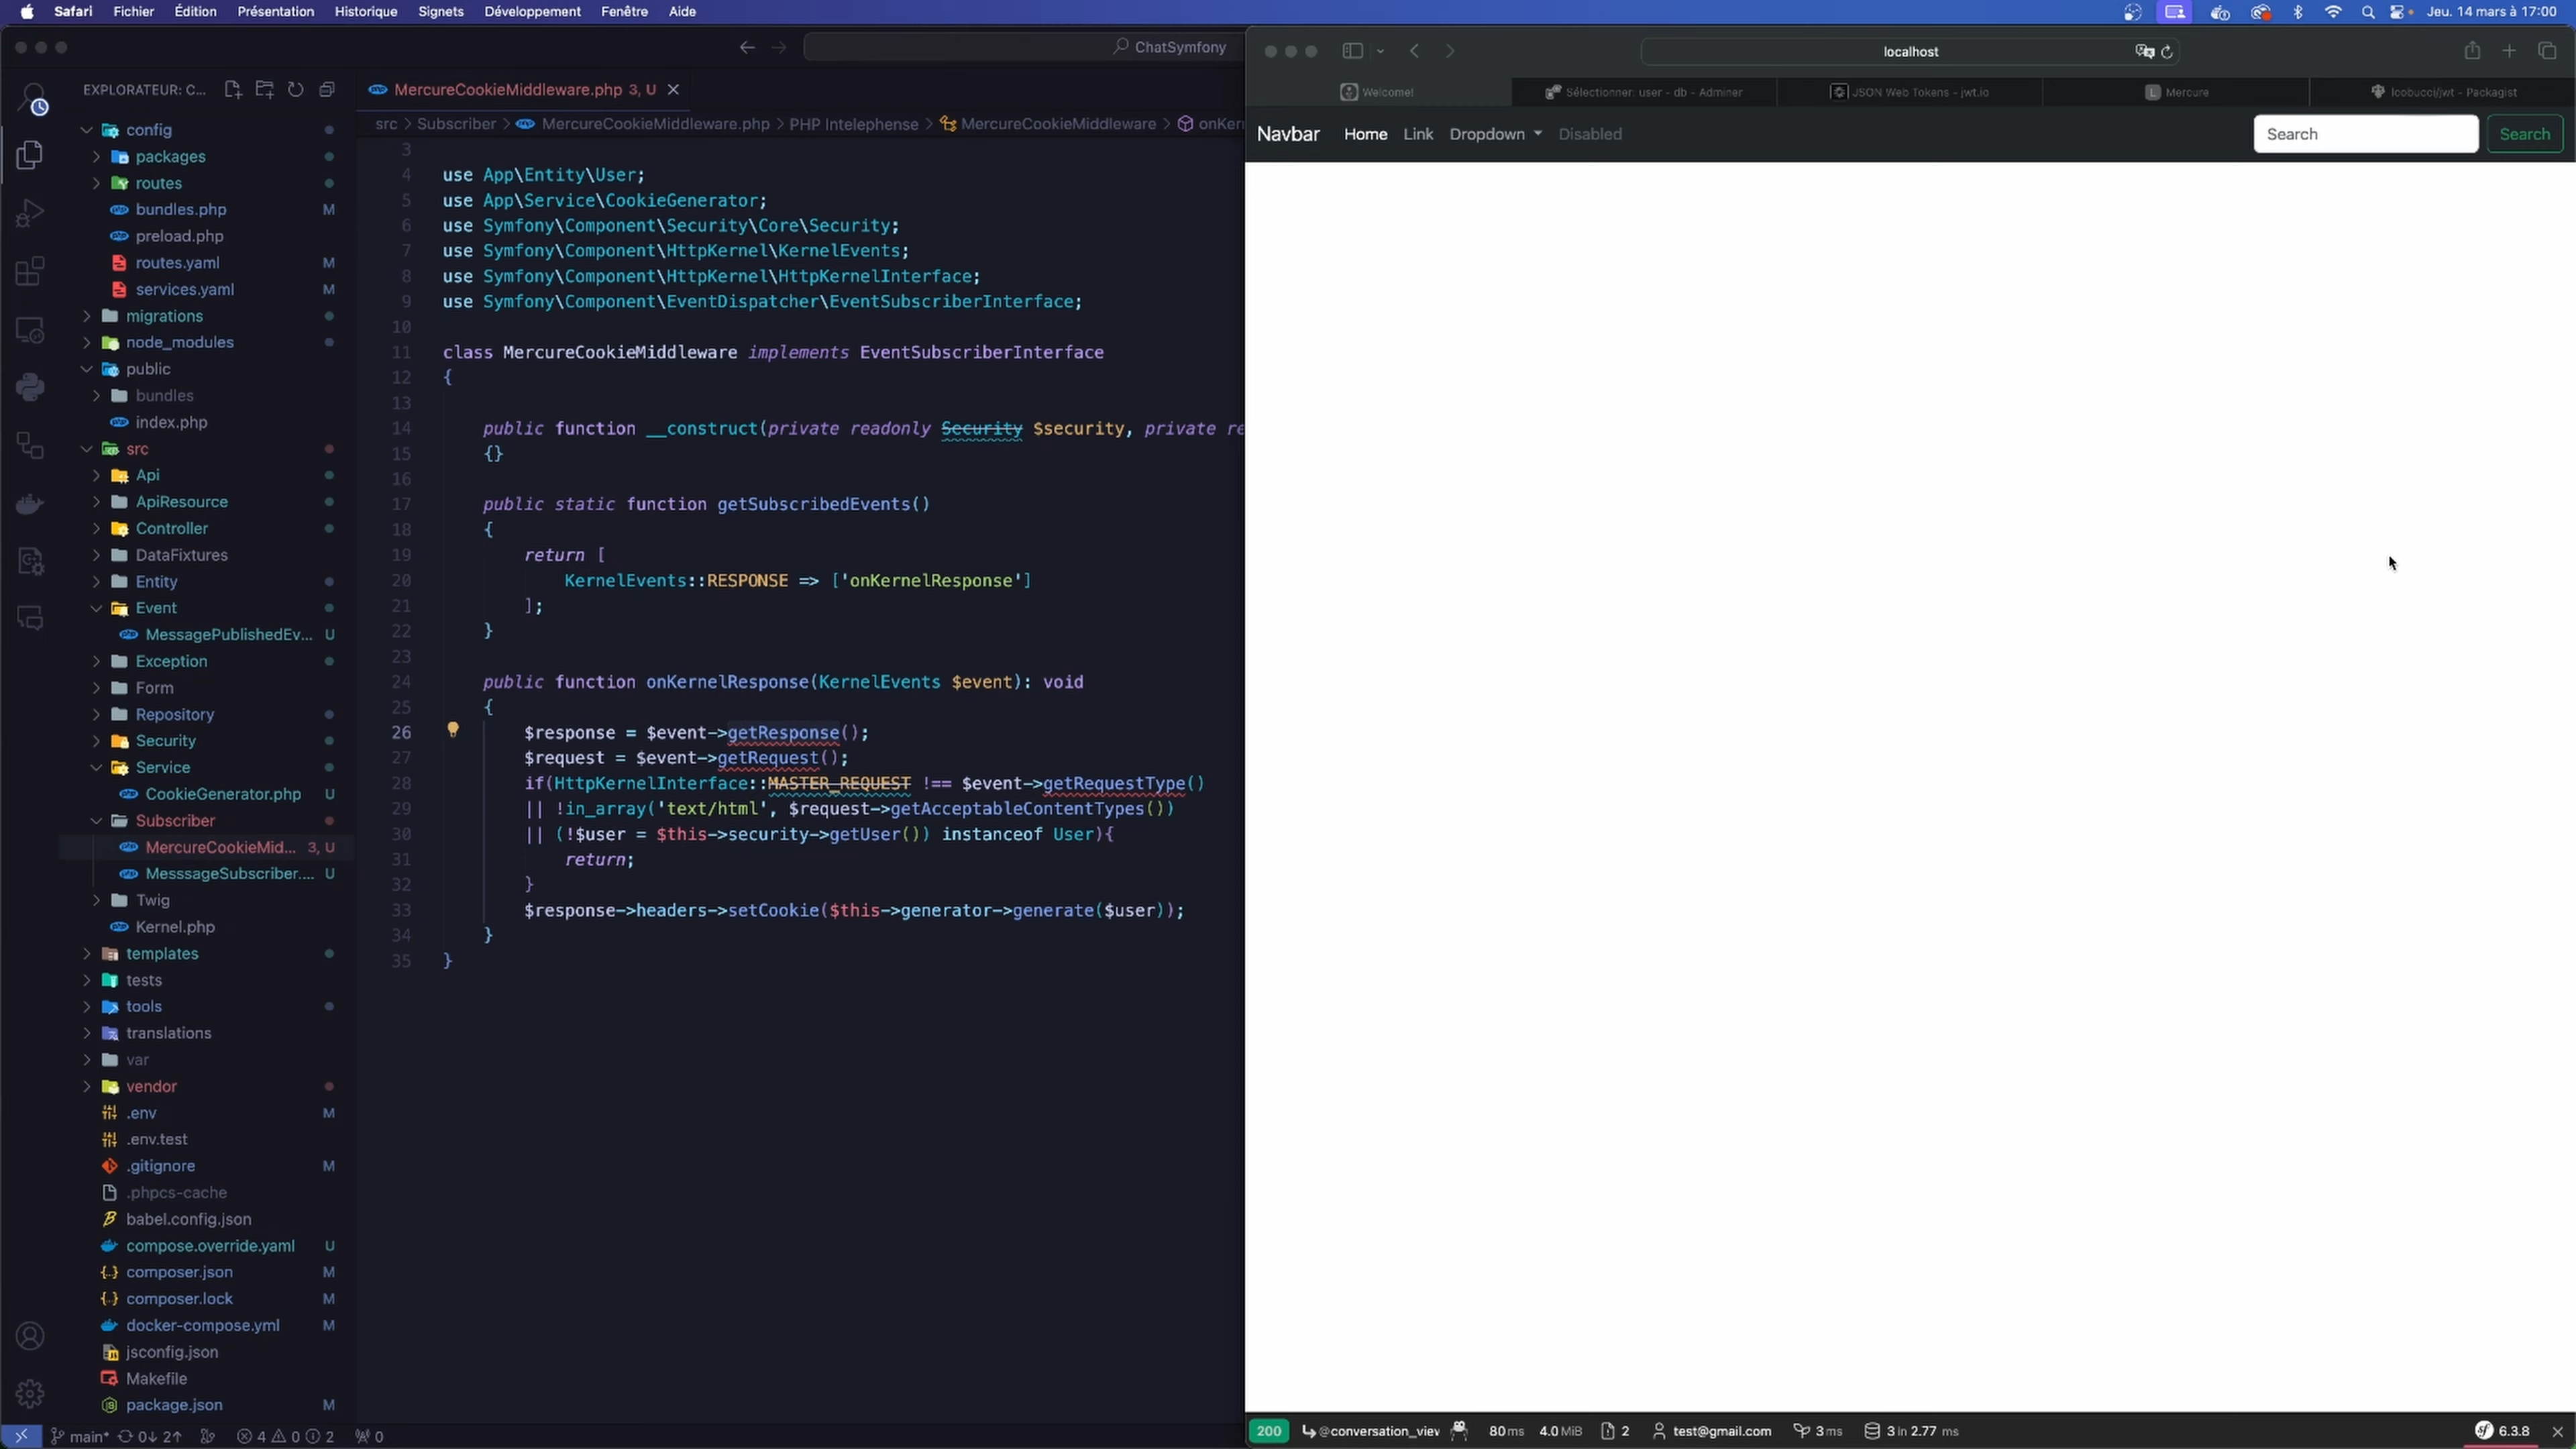 Safari Fichier Édition Présentation Historique Signets Développement Fenêtre Aide Jeu. 14 mars à 17:00
ChatSymfony
EXPLORATEUR: C...
config
packages
routes
bundles.php M
preload.php
routes.yaml M
services.yaml M
migrations
node_modules
public
bundles
index.php
src
Api
ApiResource
Controller
DataFixtures
Entity
Event
MessagePublishedEv... U
Exception
Form
Repository
Security
Service
CookieGenerator.php U
Subscriber
MercureCookieMid... 3, U
MesssageSubscriber.... U
Twig
Kernel.php
templates
tests
tools
translations
var
vendor
.env M
.env.test
.gitignore M
.phpcs-cache
babel.config.json
compose.override.yaml U
composer.json M
composer.lock M
docker-compose.yml M
jsconfig.json
Makefile
package.json M
MercureCookieMiddleware.php 3, U
src > Subscriber > MercureCookieMiddleware.php > PHP Intelephense > MercureCookieMiddleware > onKer
3
4 use App\Entity\User;
5 use App\Service\CookieGenerator;
6 use Symfony\Component\Security\Core\Security;
7 use Symfony\Component\HttpKernel\KernelEvents;
8 use Symfony\Component\HttpKernel\HttpKernelInterface;
9 use Symfony\Component\EventDispatcher\EventSubscriberInterface;
10
11 class MercureCookieMiddleware implements EventSubscriberInterface
12 {
13
14 public function __construct(private readonly Security $security, private re
15 {}
16
17 public static function getSubscribedEvents()
18 {
19 return [
20 KernelEvents::RESPONSE => ['onKernelResponse']
21 ];
22 }
23
24 public function onKernelResponse(KernelEvents $event): void
25 {
26 $response = $event->getResponse();
27 $request = $event->getRequest();
28 if(HttpKernelInterface::MASTER_REQUEST !== $event->getRequestType()
29 || !in_array('text/html', $request->getAcceptableContentTypes())
30 || (!$user = $this->security->getUser()) instanceof User){
31 return;
32 }
33 $response->headers->setCookie($this->generator->generate($user));
34 }
35 }
main* 0↓ 2↑ 4 0 2 0
localhost
Welcome!
Sélectionner: user - db - Adminer
JSON Web Tokens - jwt.io
L Mercure
lcobucci/jwt - Packagist
Navbar Home Link Dropdown Disabled Search Search
200 @conversation_view 80 ms 4.0 MiB 2 test@gmail.com 3 ms 3 in 2.77 ms sf 6.3.8